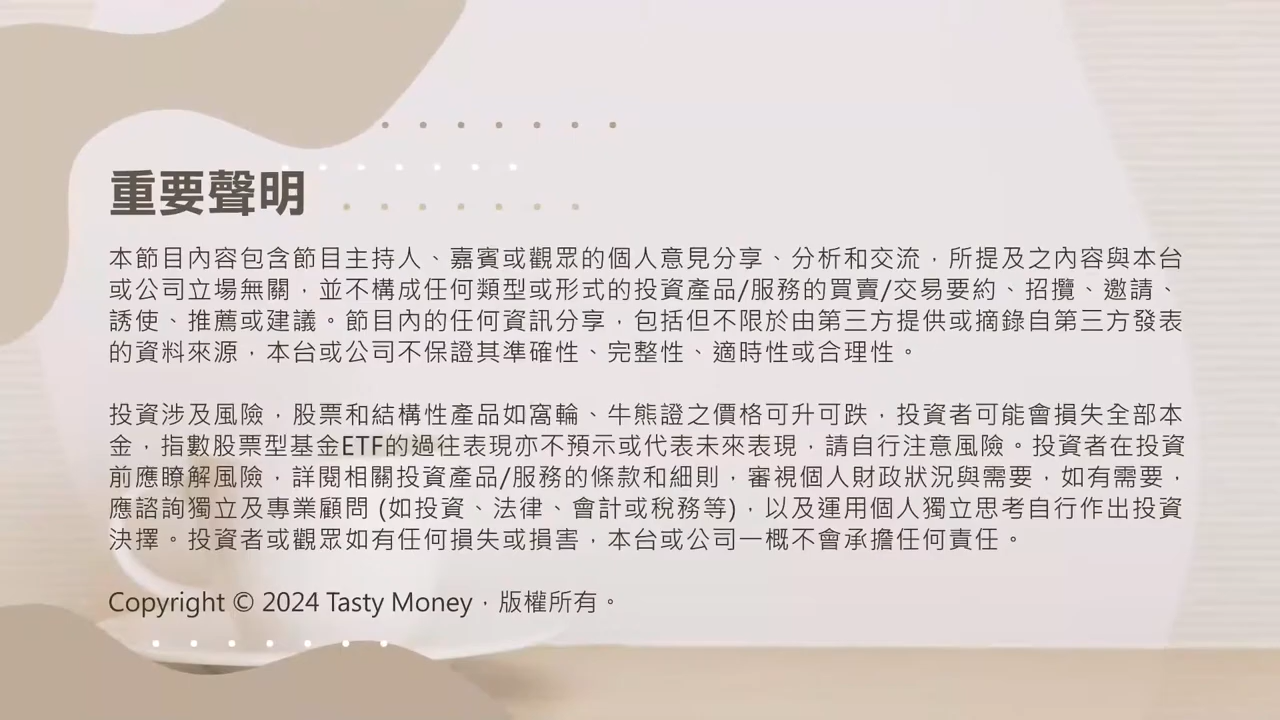 重要聲明
本節目內容包含節目主持人、嘉賓或觀眾的個人意見分享、分析和交流，所提及之內容與本台
或公司立場無關，並不構成任何類型或形式的投資產品/服務的買賣/交易要約、招攬、邀請、
誘使、推薦或建議。節目內的任何資訊分享，包括但不限於由第三方提供或摘錄自第三方發表
的資料來源，本台或公司不保證其準確性、完整性、適時性或合理性。
投資涉及風險，股票和結構性產品如窩輪、牛熊證之價格可升可跌，投資者可能會損失全部本
金，指數股票型基金ETF的過往表現亦不預示或代表未來表現，請自行注意風險。投資者在投資
前應瞭解風險，詳閱相關投資產品/服務的條款和細則，審視個人財政狀況與需要，如有需要，
應諮詢獨立及專業顧問 (如投資、法律、會計或稅務等)，以及運用個人獨立思考自行作出投資
決擇。投資者或觀眾如有任何損失或損害，本台或公司一概不會承擔任何責任。
Copyright © 2024 Tasty Money，版權所有。